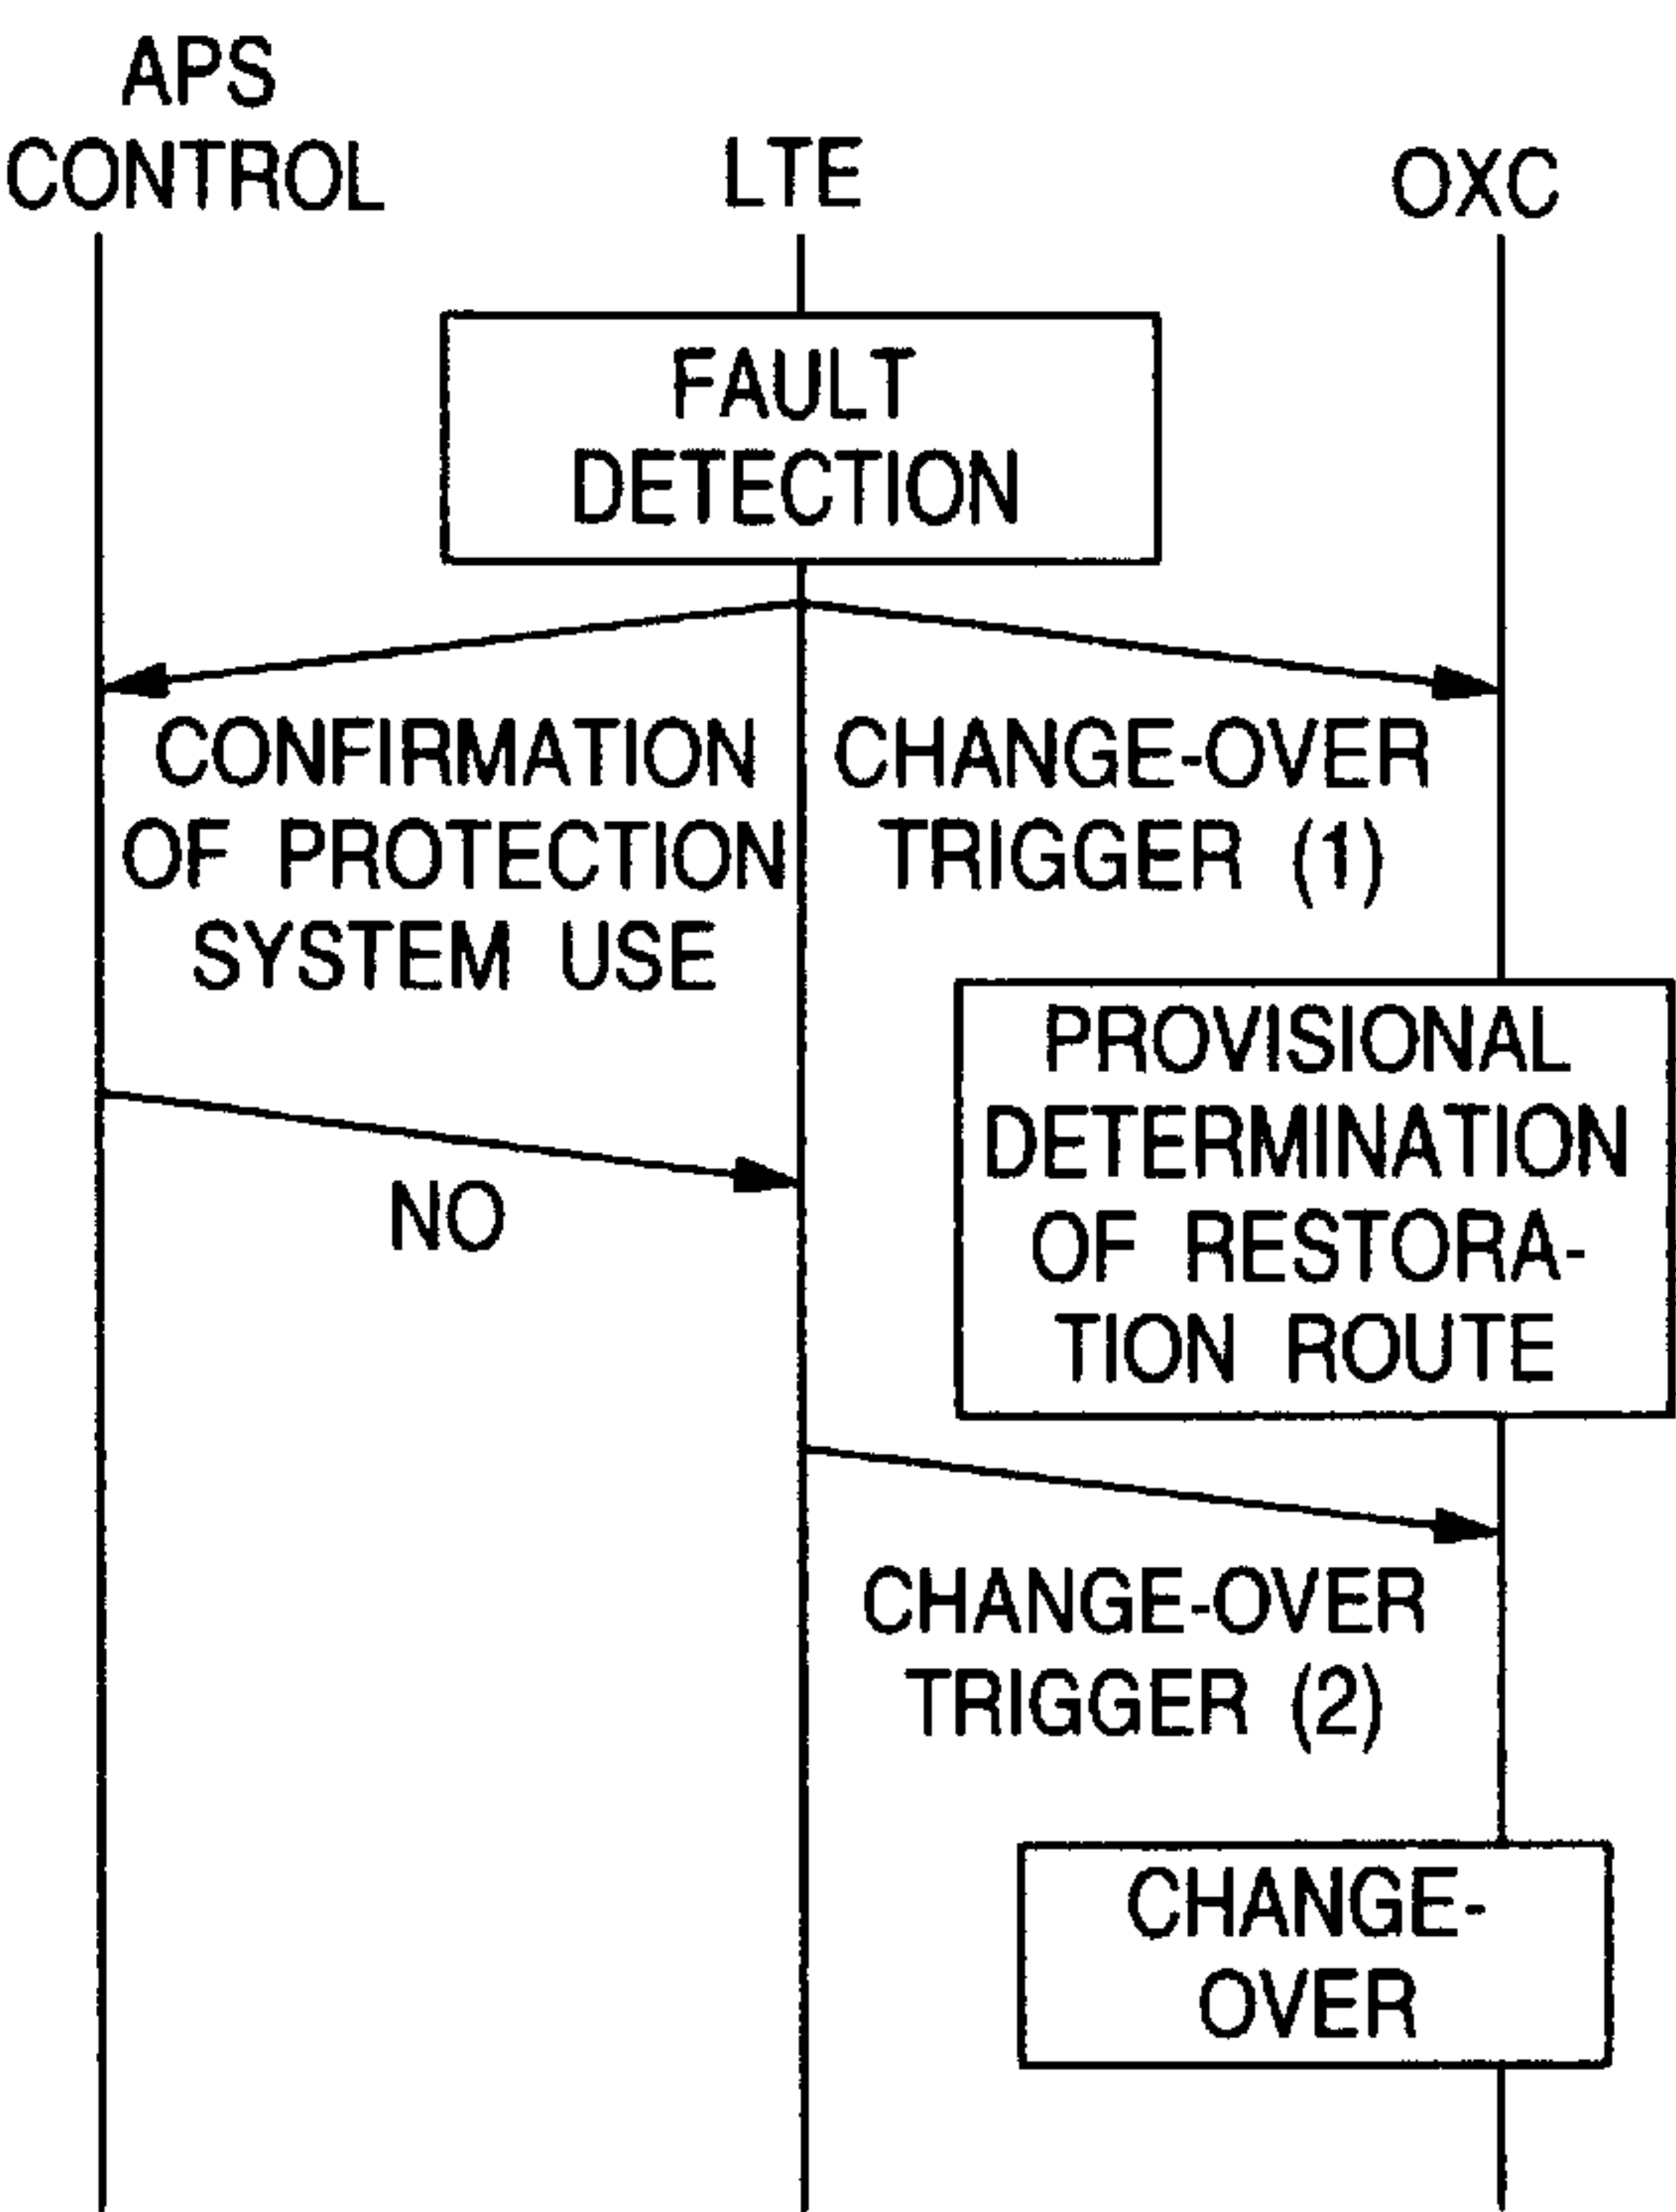 APS
CONTROL
LTE
OXC
FAULT
DETECTION
CONFIRMATION
OF PROTECTION
SYSTEM USE
CHANGE-OVER
TRIGGER (1)
PROVISIONAL
DETERMINATION
OF RESTORA-
TION ROUTE
NO
CHANGE-OVER
TRIGGER (2)
CHANGE-
OVER